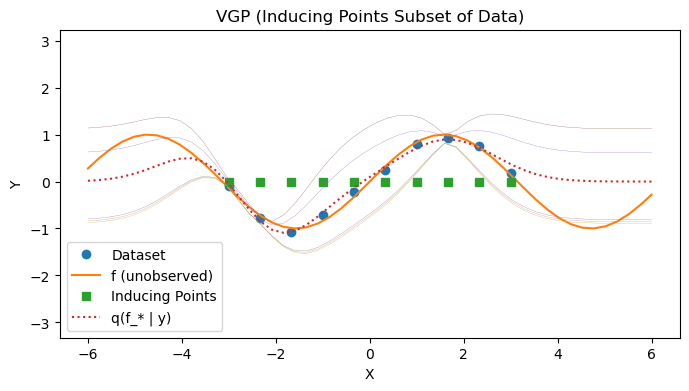 VGP (Inducing Points Subset of Data)
3
2
1
0
−1
−2
−3
Y
Dataset
f (unobserved)
Inducing Points
q(f_* | y)
−6 −4 −2 0 2 4 6
X